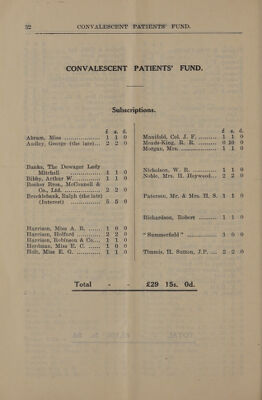 32 CONVALESCENT PATIENTS' FUND.
CONVALESCENT PATIENTS' FUND.
Subscriptions.
£ s. d.
Abram, Miss ................ 1 1 0
Audley, George (the late)... 2 2 0
Banks, The Dowager Lady
Mitchell ................ 1 1 0
Bibby, Arthur W. ............ 1 1 0
Booker Bros., McConnell &
Co., Ltd. ................ 2 2 0
Brocklebank, Ralph (the late)
(Interest) ................ 5 5 0
Harrison, Miss A. B. ...... 1 0 0
Harrison, Holford ......... 2 2 0
Harrison, Robinson & Co.... 1 1 0
Herdman, Miss E. C. ...... 1 0 0
Holt, Miss E. G. ............ 1 1 0
£ s. d.
Manifold, Col. J. F. ......... 1 1 0
Meade-King, R. R. ......... 0 10 0
Morgan, Mrs. ............... 1 1 0
Nicholson, W. R. ............ 1 1 0
Noble, Mrs. H. Heywood... 2 2 0
Paterson, Mr. & Mrs. H. S. 1 1 0
Richardson, Robert ......... 1 1 0
"Summerfield" ............... 3 0 0
Timmis, H. Sutton, J.P. ... 2 2 0
Total - - £29 15s. 0d.